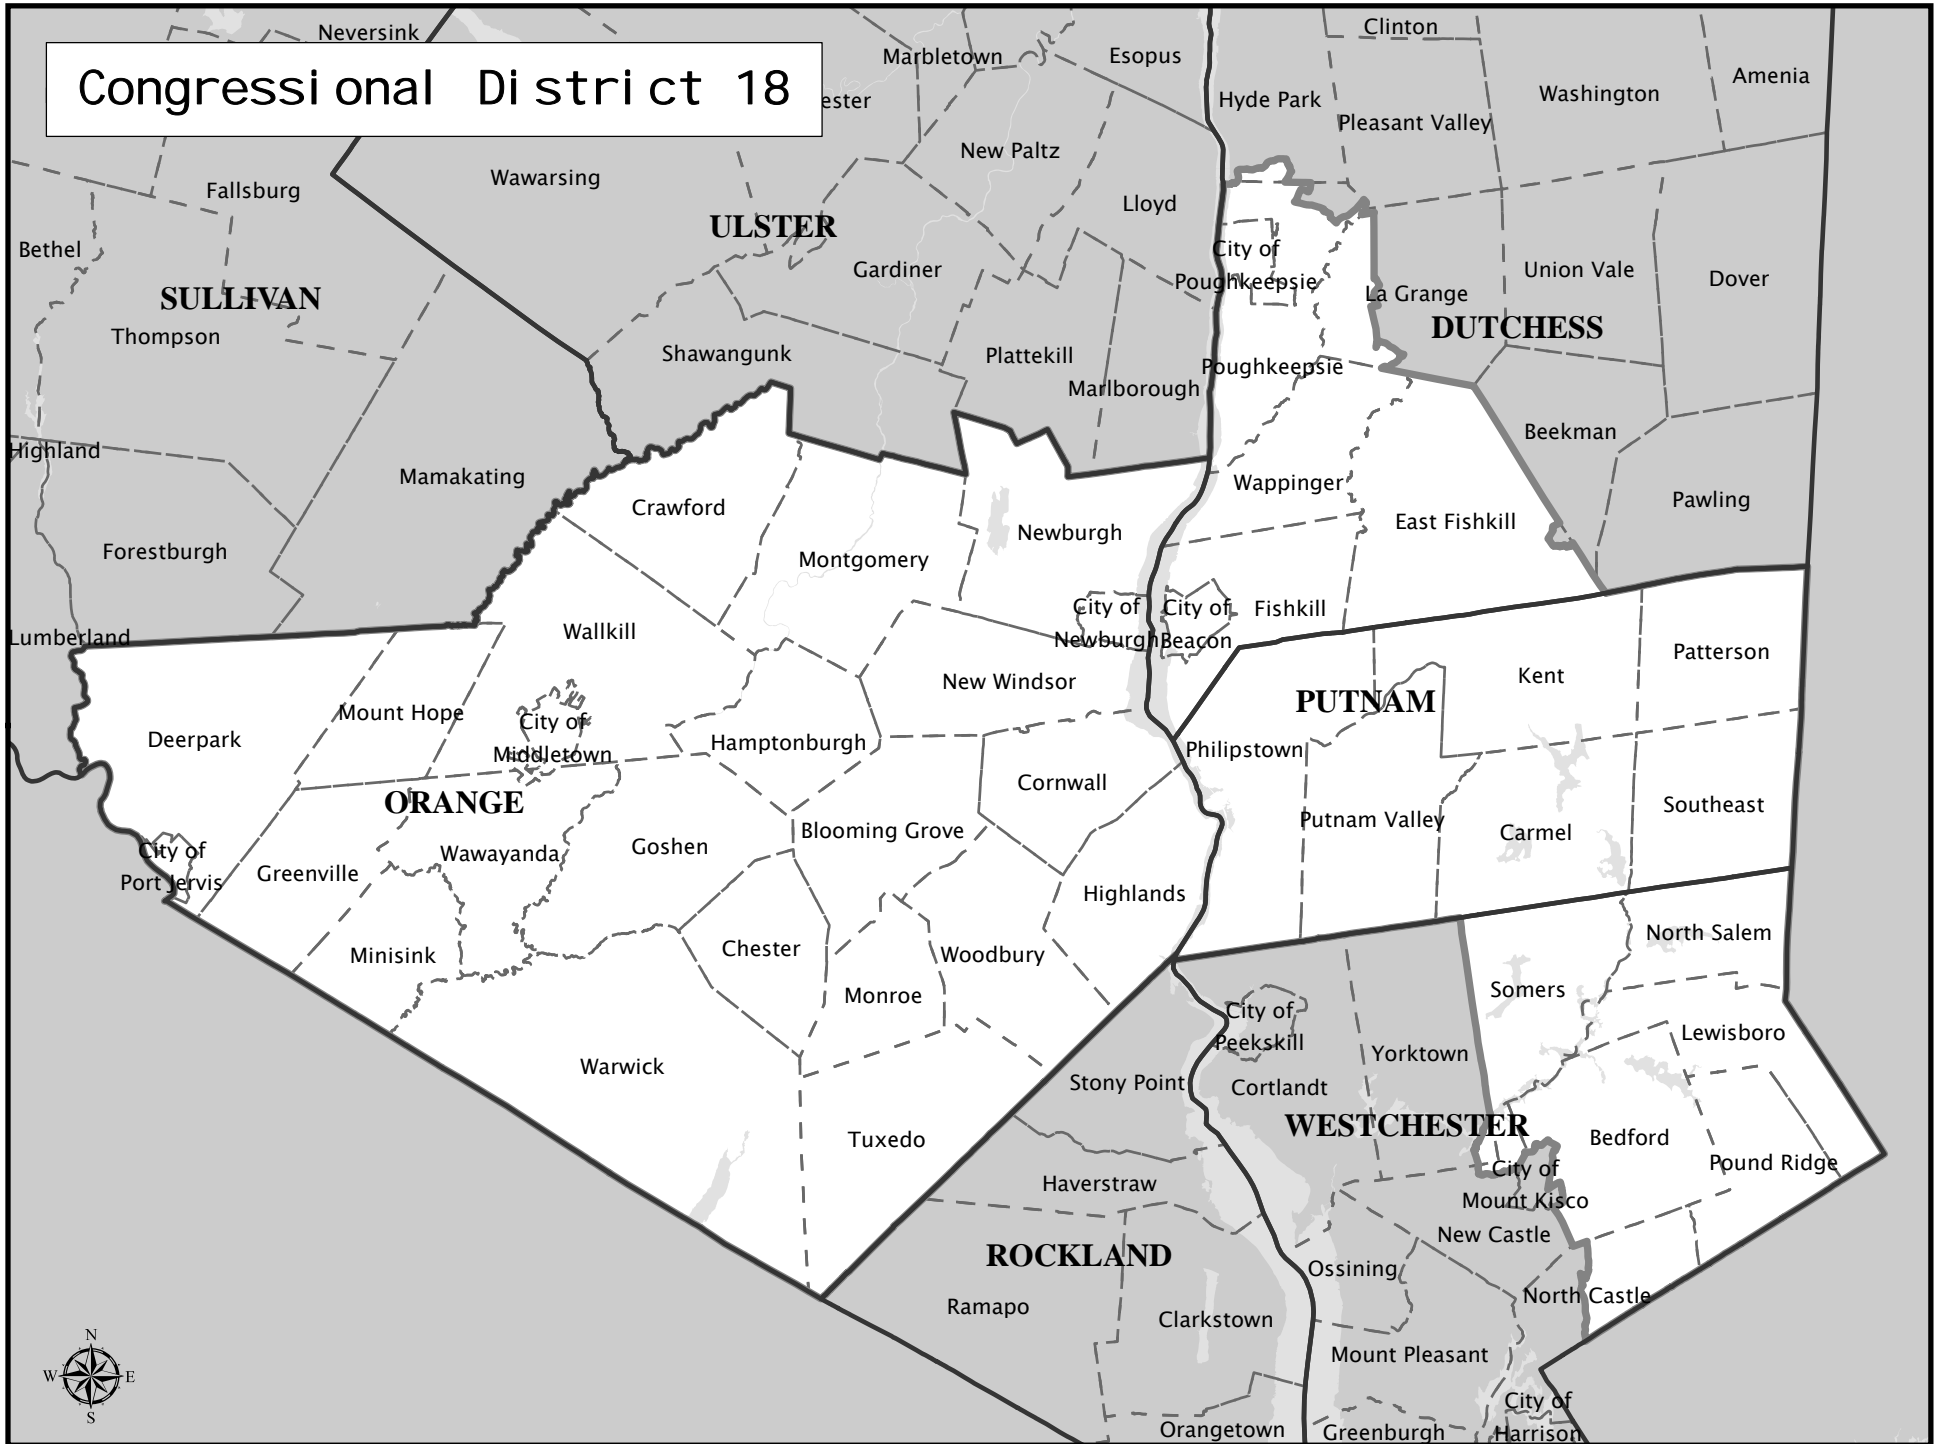 Neversink
Clinton
Marbletown
Esopus
Amenia
Congressional District 18
ester
Hyde Park
Washington
Pleasant Valley
New Paltz
Wawarsing
Fallsburg
Lloyd
ULSTER
Bethel
City of
Poughkeepsie
Gardiner
Union Vale
Dover
SULLIVAN
La Grange
Thompson
DUTCHESS
Shawangunk
Plattekill
Poughkeepsie
Marlborough
Beekman
Highland
Mamakating
Wappinger
Pawling
Crawford
East Fishkill
Newburgh
Forestburgh
Montgomery
City of
Newburgh
City of
Beacon
Fishkill
Lumberland
Wallkill
Patterson
New Windsor
Kent
PUTNAM
Mount Hope
City of
Middletown
Deerpark
Hamptonburgh
Philipstown
Cornwall
ORANGE
Southeast
Putnam Valley
Blooming Grove
Carmel
City of
Port Jervis
Wawayanda
Goshen
Greenville
Highlands
North Salem
Minisink
Chester
Woodbury
Somers
Monroe
City of
Peekskill
Lewisboro
Yorktown
Warwick
Stony Point
Cortlandt
WESTCHESTER
Tuxedo
Bedford
Pound Ridge
City of
Mount Kisco
Haverstraw
New Castle
ROCKLAND
Ossining
North Castle
Ramapo
Clarkstown
N
W E
S
Mount Pleasant
City of
Harrison
Orangetown
Greenburgh